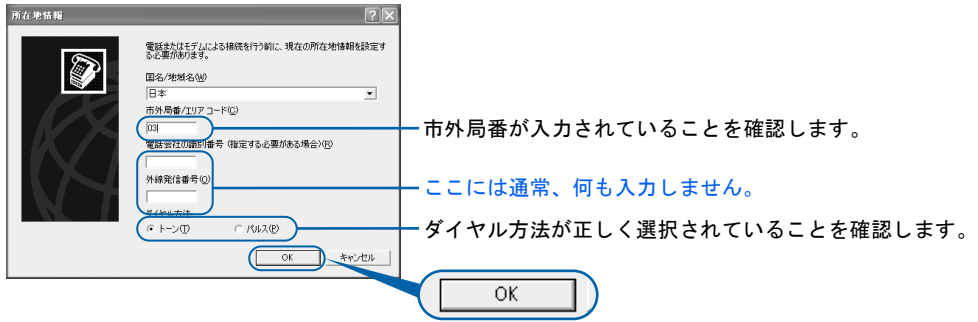 所在地情報
電話またはモデムによる接続を行う前に、現在の所在地情報を設定す
る必要があります。
国名/地域名(W)
日本
市外局番/エリア コード(C)
03
市外局番が入力されていることを確認します。
電話会社の識別番号 (指定する必要がある場合)(R)
外線発信番号(O)
ここには通常、何も入力しません。
ダイヤル方法
トーン(T)
パルス(P)
ダイヤル方法が正しく選択されていることを確認します。
OK
キャンセル
OK